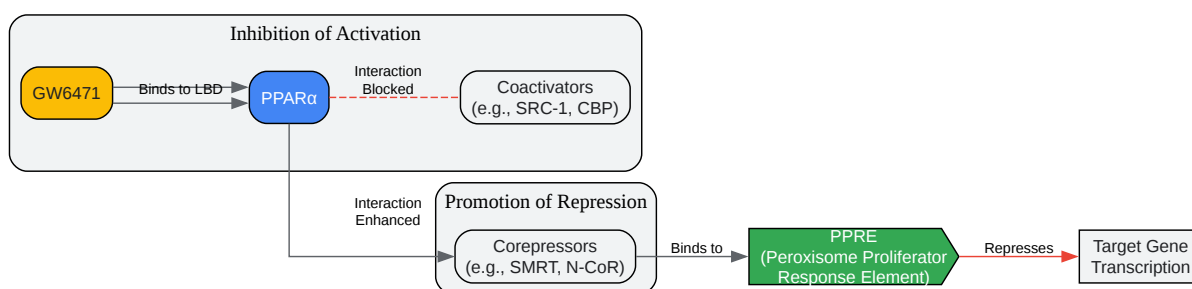 Inhibition of Activation
GW6471
Binds to LBD
PPARα
Interaction
Blocked
Coactivators
(e.g., SRC-1, CBP)
Interaction
Enhanced
Promotion of Repression
Corepressors
(e.g., SMRT, N-CoR)
Binds to
PPRE
(Peroxisome Proliferator
Response Element)
Represses
Target Gene
Transcription